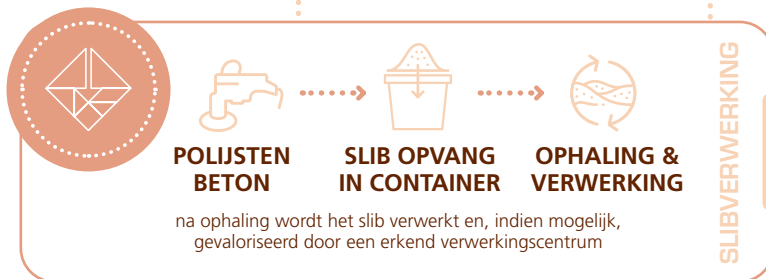 POLIJSTEN
BETON
SLIB OPVANG
IN CONTAINER
OPHALING &
VERWERKING
na ophaling wordt het slib verwerkt en, indien mogelijk,
gevaloriseerd door een erkend verwerkingscentrum
SLIBVERWERKING